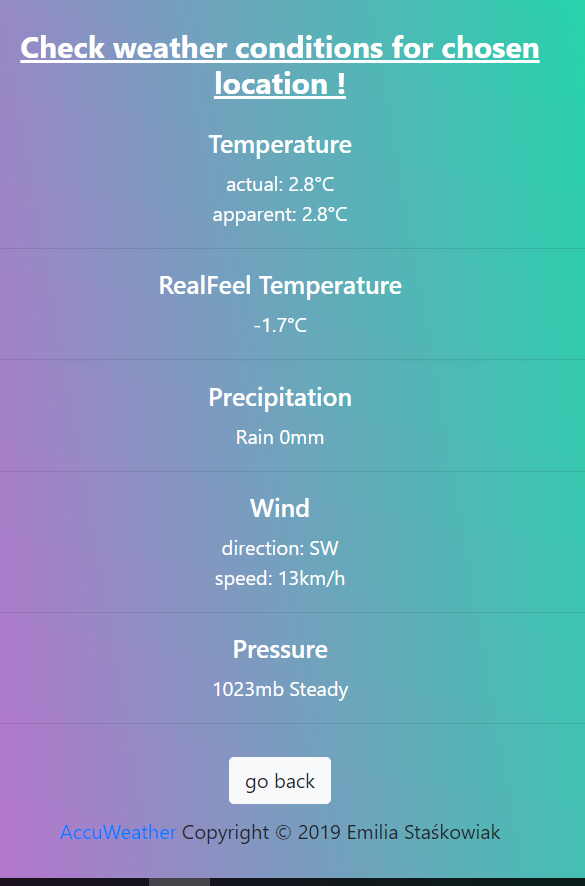 Check weather conditions for chosen
location !
Temperature
actual: 2.8°C
apparent: 2.8°C
RealFeel Temperature
-1.7°C
Precipitation
Rain 0mm
Wind
direction: SW
speed: 13km/h
Pressure
1023mb Steady
go back
AccuWeather Copyright © 2019 Emilia Staśkowiak